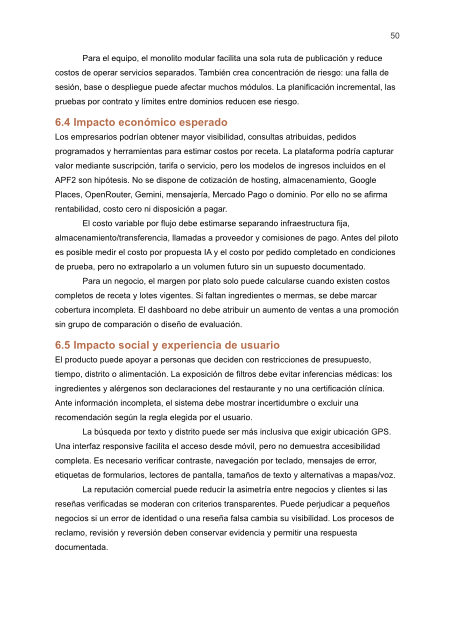 50
Para el equipo, el monolito modular facilita una sola ruta de publicación y reduce
costos de operar servicios separados. También crea concentración de riesgo: una falla de
sesión, base o despliegue puede afectar muchos módulos. La planificación incremental, las
pruebas por contrato y límites entre dominios reducen ese riesgo.
6.4 Impacto económico esperado
Los empresarios podrían obtener mayor visibilidad, consultas atribuidas, pedidos
programados y herramientas para estimar costos por receta. La plataforma podría capturar
valor mediante suscripción, tarifa o servicio, pero los modelos de ingresos incluidos en el
APF2 son hipótesis. No se dispone de cotización de hosting, almacenamiento, Google
Places, OpenRouter, Gemini, mensajería, Mercado Pago o dominio. Por ello no se afirma
rentabilidad, costo cero ni disposición a pagar.
El costo variable por flujo debe estimarse separando infraestructura fija,
almacenamiento/transferencia, llamadas a proveedor y comisiones de pago. Antes del piloto
es posible medir el costo por propuesta IA y el costo por pedido completado en condiciones
de prueba, pero no extrapolarlo a un volumen futuro sin un supuesto documentado.
Para un negocio, el margen por plato solo puede calcularse cuando existen costos
completos de receta y lotes vigentes. Si faltan ingredientes o mermas, se debe marcar
cobertura incompleta. El dashboard no debe atribuir un aumento de ventas a una promoción
sin grupo de comparación o diseño de evaluación.
6.5 Impacto social y experiencia de usuario
El producto puede apoyar a personas que deciden con restricciones de presupuesto,
tiempo, distrito o alimentación. La exposición de filtros debe evitar inferencias médicas: los
ingredientes y alérgenos son declaraciones del restaurante y no una certificación clínica.
Ante información incompleta, el sistema debe mostrar incertidumbre o excluir una
recomendación según la regla elegida por el usuario.
La búsqueda por texto y distrito puede ser más inclusiva que exigir ubicación GPS.
Una interfaz responsive facilita el acceso desde móvil, pero no demuestra accesibilidad
completa. Es necesario verificar contraste, navegación por teclado, mensajes de error,
etiquetas de formularios, lectores de pantalla, tamaños de texto y alternativas a mapas/voz.
La reputación comercial puede reducir la asimetría entre negocios y clientes si las
reseñas verificadas se moderan con criterios transparentes. Puede perjudicar a pequeños
negocios si un error de identidad o una reseña falsa cambia su visibilidad. Los procesos de
reclamo, revisión y reversión deben conservar evidencia y permitir una respuesta
documentada.